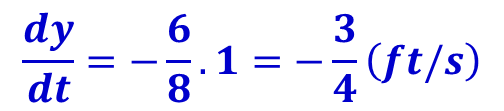 dy/dt = −6/8 . 1 = −3/4 (ft/s)